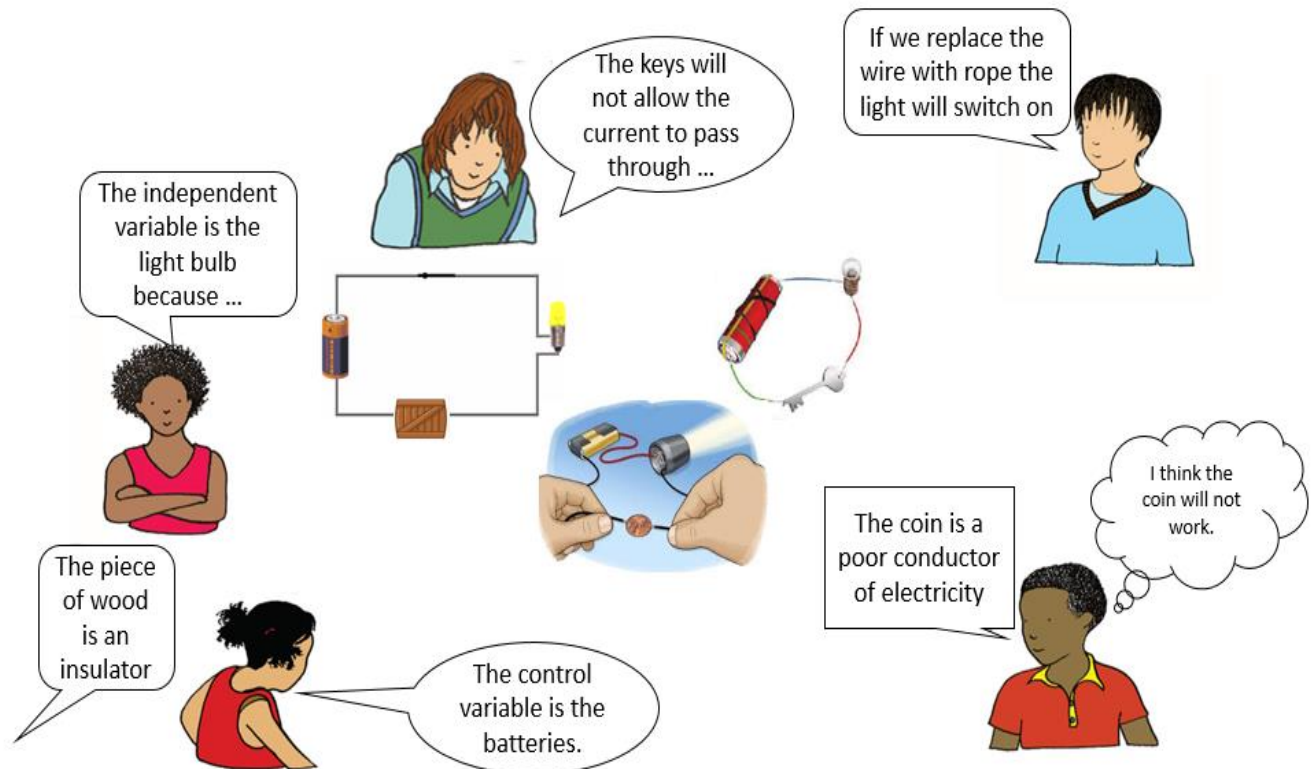 The keys will
not allow the
current to pass
through ...
If we replace the
wire with rope the
light will switch on
The independent
variable is the
light bulb
because ...
I think the
coin will not
work.
The coin is a
poor conductor
of electricity
The piece
of wood
is an
insulator
The control
variable is the
batteries.